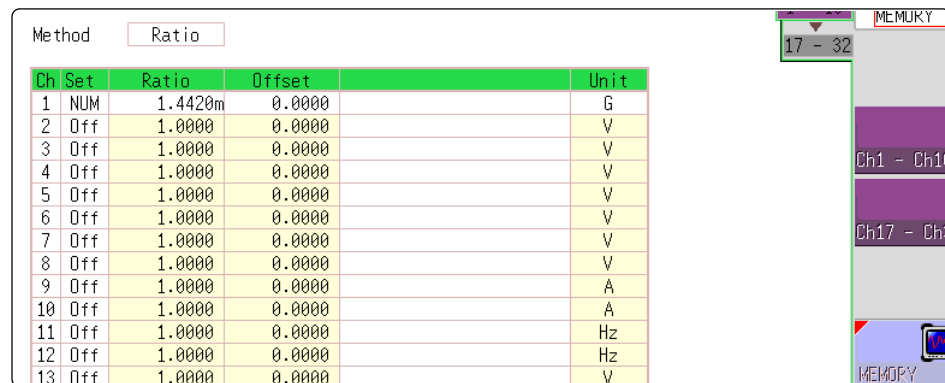 Method Ratio
Ch Set Ratio Offset Unit
1 NUM 1.4420m 0.0000 G
2 Off 1.0000 0.0000 V
3 Off 1.0000 0.0000 V
4 Off 1.0000 0.0000 V
5 Off 1.0000 0.0000 V
6 Off 1.0000 0.0000 V
7 Off 1.0000 0.0000 V
8 Off 1.0000 0.0000 V
9 Off 1.0000 0.0000 A
10 Off 1.0000 0.0000 A
11 Off 1.0000 0.0000 Hz
12 Off 1.0000 0.0000 Hz
13 Off 1.0000 0.0000 V
17 - 32
MEMORY
Ch1 - Ch1
Ch17 - Ch
MEMORY